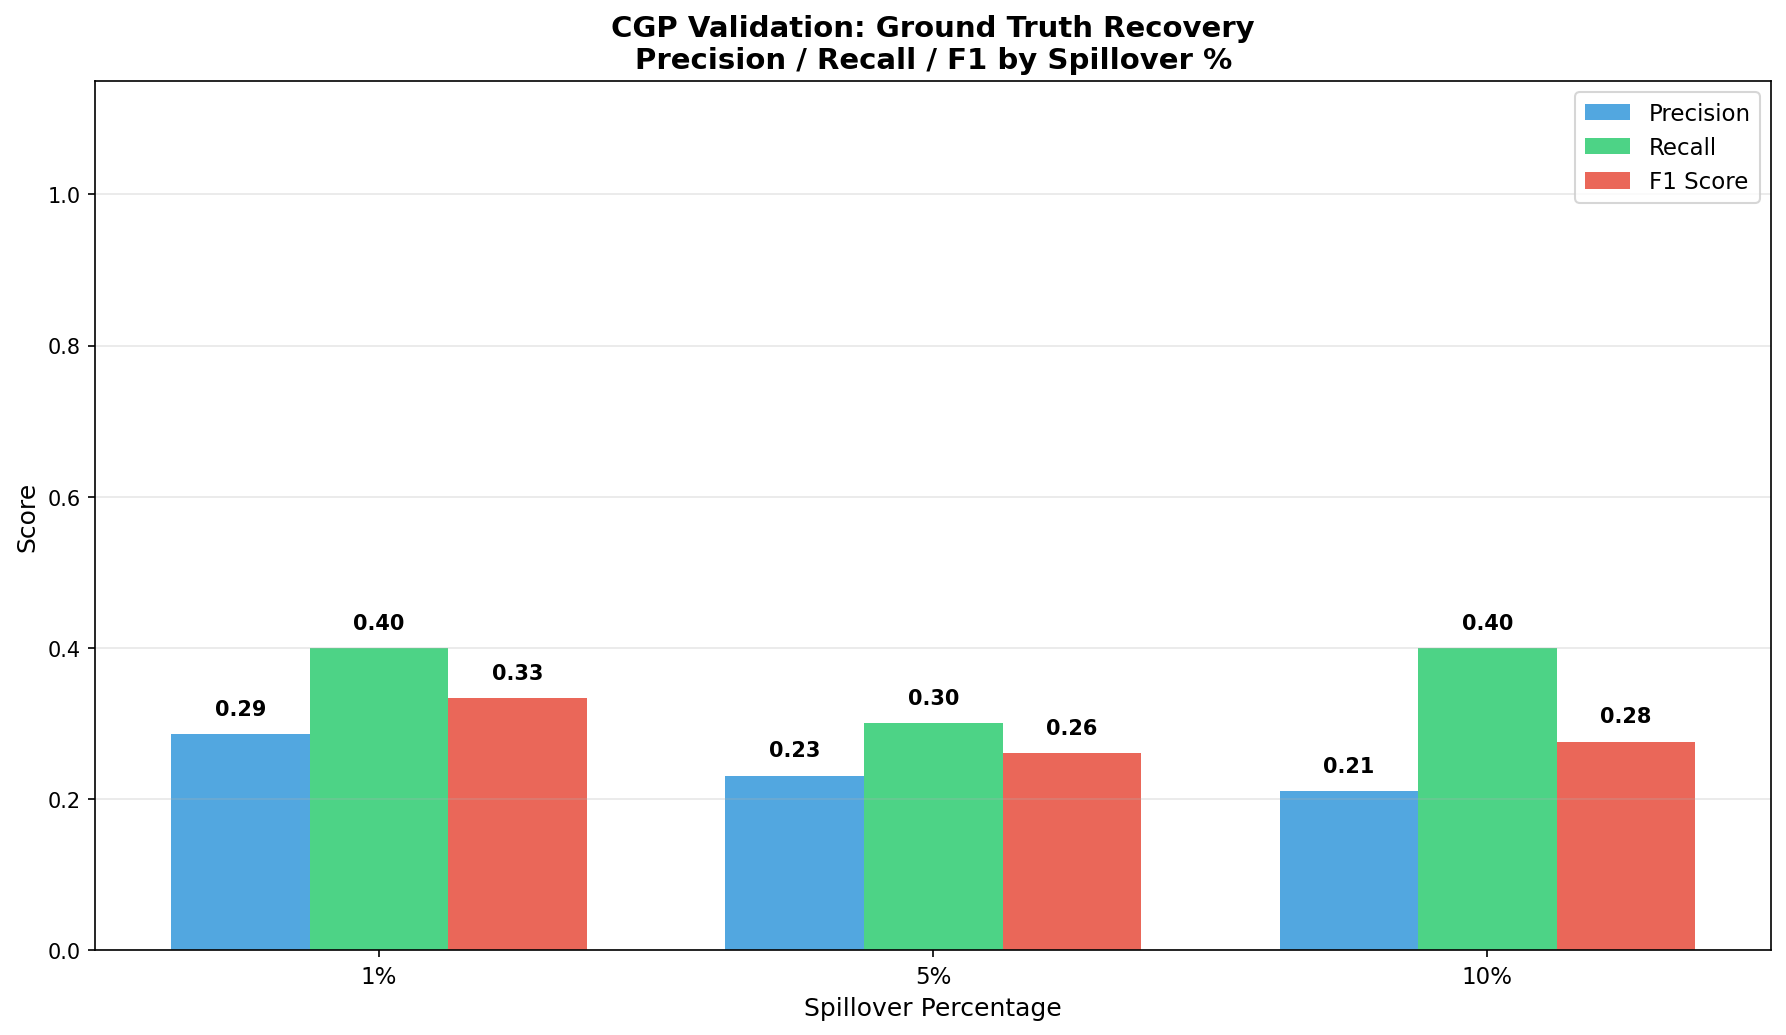 CGP Validation: Ground Truth Recovery
Precision / Recall / F1 by Spillover %
Precision
Recall
F1 Score
Score
1.0
0.8
0.6
0.4
0.2
0.0
0.29
0.40
0.33
0.23
0.30
0.26
0.21
0.40
0.28
1%
5%
10%
Spillover Percentage